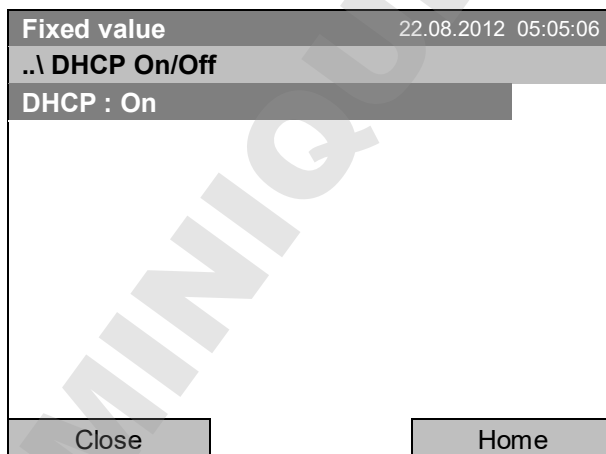 Fixed value 22.08.2012 05:05:06
..\ DHCP On/Off
DHCP : On
Close Home